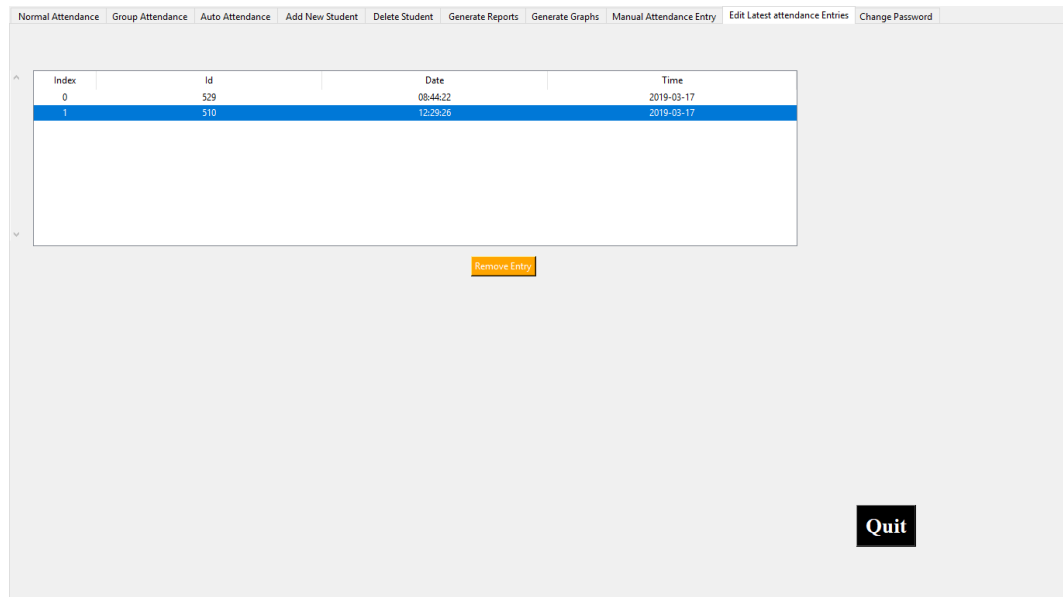 Normal Attendance Group Attendance Auto Attendance Add New Student Delete Student Generate Reports Generate Graphs Manual Attendance Entry Edit Latest attendance Entries Change Password
Index Id Date Time
0 529 08:44:22 2019-03-17
1 510 12:29:26 2019-03-17
Remove Entry
Quit